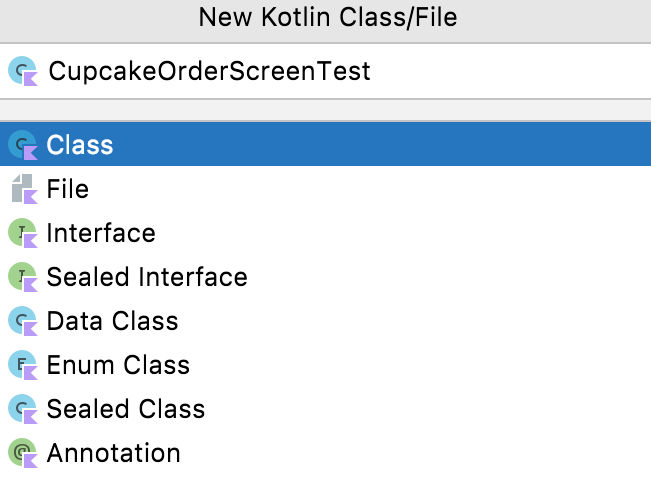 New Kotlin Class/File
CupcakeOrderScreenTest
Class
File
Interface
Sealed Interface
Data Class
Enum Class
Sealed Class
Annotation